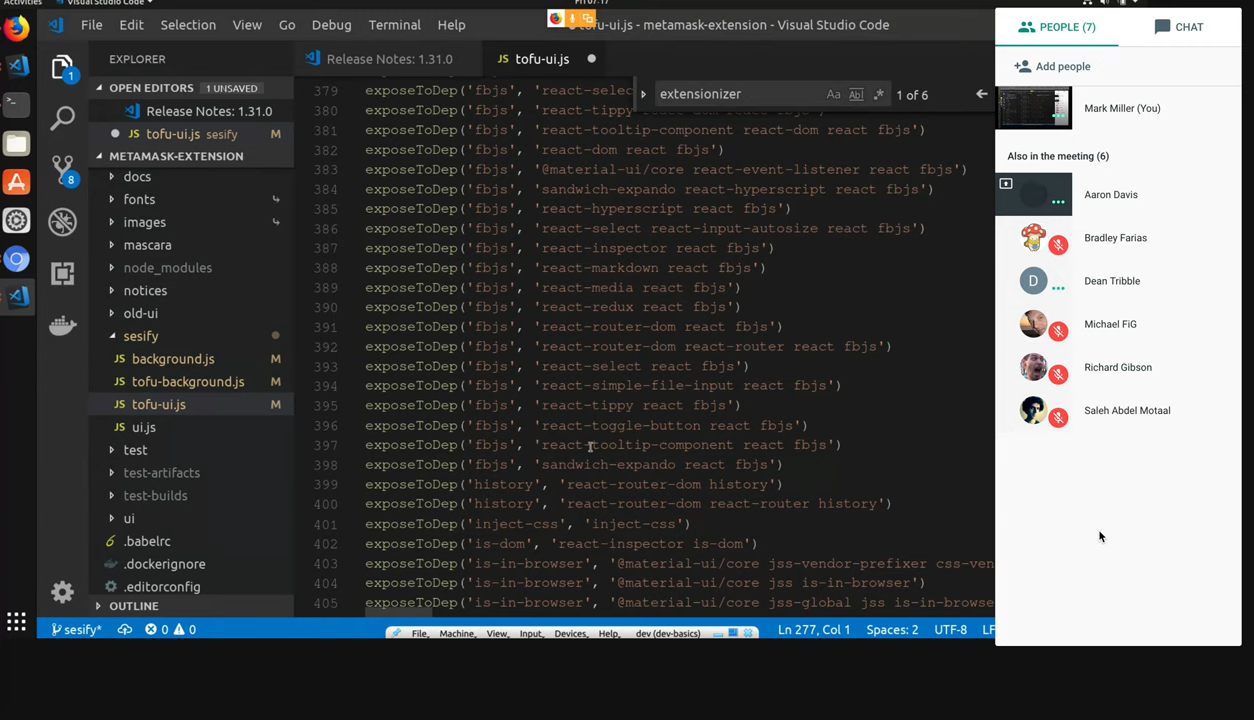 Activities
Visual Studio Code
Fri 07:17
File Edit Selection View Go Debug Terminal Help
tofu-ui.js - metamask-extension - Visual Studio Code
EXPLORER
OPEN EDITORS 1 UNSAVED
Release Notes: 1.31.0
tofu-ui.js sesify M
METAMASK-EXTENSION
docs
fonts
images
mascara
node_modules
notices
old-ui
sesify
JS background.js M
JS tofu-background.js M
JS tofu-ui.js M
JS ui.js
test
test-artifacts
test-builds
ui
.babelrc
.dockerignore
.editorconfig
OUTLINE
1
8
Release Notes: 1.31.0
JS tofu-ui.js
extensionizer Aa Abl .* 1 of 6
379 exposeToDep('fbjs', 'react-selec
380 exposeToDep('fbjs', 'react-tippy react-dom react fbjs')
381 exposeToDep('fbjs', 'react-tooltip-component react-dom react fbjs')
382 exposeToDep('fbjs', 'react-dom react fbjs')
383 exposeToDep('fbjs', '@material-ui/core react-event-listener react fbjs')
384 exposeToDep('fbjs', 'sandwich-expando react-hyperscript react fbjs')
385 exposeToDep('fbjs', 'react-hyperscript react fbjs')
386 exposeToDep('fbjs', 'react-select react-input-autosize react fbjs')
387 exposeToDep('fbjs', 'react-inspector react fbjs')
388 exposeToDep('fbjs', 'react-markdown react fbjs')
389 exposeToDep('fbjs', 'react-media react fbjs')
390 exposeToDep('fbjs', 'react-redux react fbjs')
391 exposeToDep('fbjs', 'react-router-dom react fbjs')
392 exposeToDep('fbjs', 'react-router-dom react-router react fbjs')
393 exposeToDep('fbjs', 'react-select react fbjs')
394 exposeToDep('fbjs', 'react-simple-file-input react fbjs')
395 exposeToDep('fbjs', 'react-tippy react fbjs')
396 exposeToDep('fbjs', 'react-toggle-button react fbjs')
397 exposeToDep('fbjs', 'react-tooltip-component react fbjs')
398 exposeToDep('fbjs', 'sandwich-expando react fbjs')
399 exposeToDep('history', 'react-router-dom history')
400 exposeToDep('history', 'react-router-dom react-router history')
401 exposeToDep('inject-css', 'inject-css')
402 exposeToDep('is-dom', 'react-inspector is-dom')
403 exposeToDep('is-in-browser', '@material-ui/core jss-vendor-prefixer css-ven
404 exposeToDep('is-in-browser', '@material-ui/core jss is-in-browser')
405 exposeToDep('is-in-browser', '@material-ui/core jss-global jss is-in-browse
sesify* 0 0
File Machine View Input Devices Help dev (dev-basics)
Ln 277, Col 1 Spaces: 2 UTF-8 LF
PEOPLE (7) CHAT
Add people
Mark Miller (You)
Also in the meeting (6)
Aaron Davis
Bradley Farias
D Dean Tribble
Michael FiG
Richard Gibson
Saleh Abdel Motaal